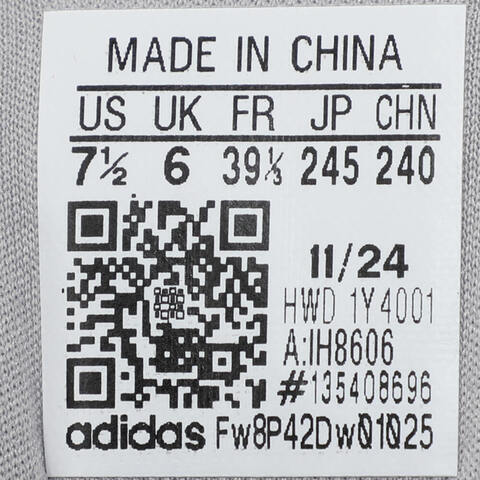 MADE IN CHINA
US UK FR JP CHN
7½ 6 39⅓ 245 240
11/24
HWD 1Y4001
A:IH8606
#135408696
adidas Fw8P42Dw01025